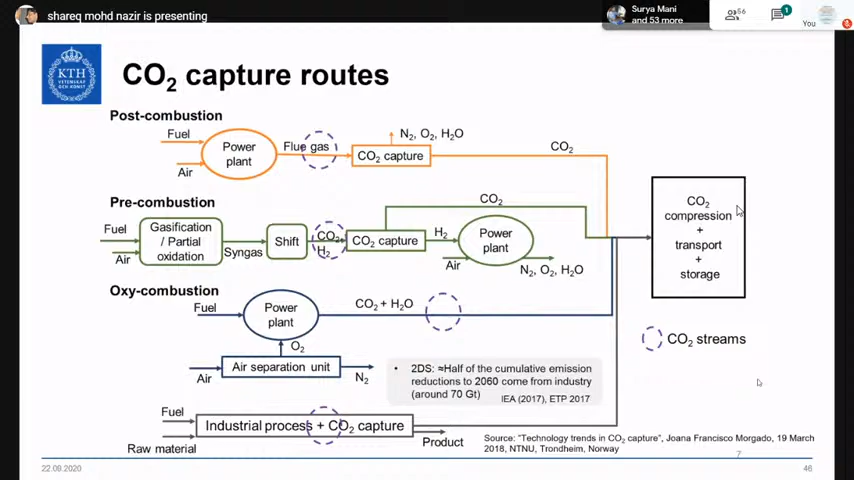 shareq mohd nazir is presenting
Surya Mani
and 53 more
56
1
You
KTH
VETENSKAP
OCH KONST
CO2 capture routes
Post-combustion
Fuel
Air
Power
plant
Flue gas
CO2 capture
N2, O2, H2O
CO2
Pre-combustion
Fuel
Air
Gasification
/ Partial
oxidation
Syngas
Shift
CO2
H2
CO2 capture
CO2
H2
Air
Power
plant
N2, O2, H2O
Oxy-combustion
Fuel
Power
plant
CO2 + H2O
O2
Air
Air separation unit
N2
• 2DS: ≈Half of the cumulative emission
reductions to 2060 come from industry
(around 70 Gt)
IEA (2017), ETP 2017
Fuel
Raw material
Industrial process + CO2 capture
Product
CO2
compression
+
transport
+
storage
CO2 streams
Source: "Technology trends in CO2 capture", Joana Francisco Morgado, 19 March
2018, NTNU, Trondheim, Norway
7
22.09.2020
46